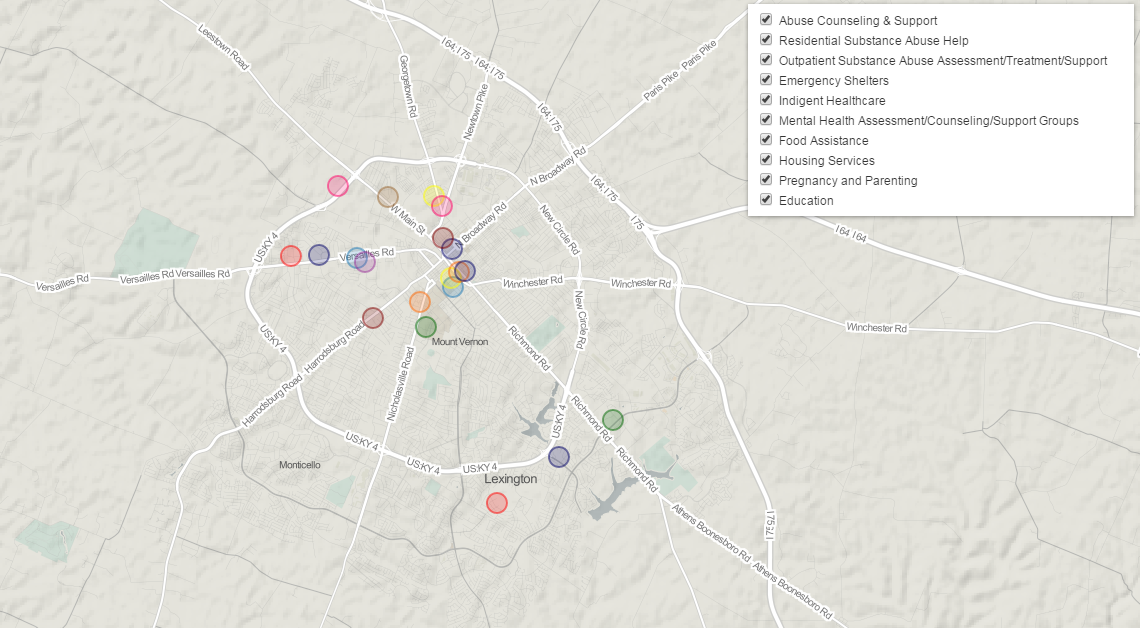 Abuse Counseling & Support
Residential Substance Abuse Help
Outpatient Substance Abuse Assessment/Treatment/Support
Emergency Shelters
Indigent Healthcare
Mental Health Assessment/Counseling/Support Groups
Food Assistance
Housing Services
Pregnancy and Parenting
Education
Leestown Road
Georgetown Rd
Newtown Pike
I 64; I 75
I 64; I 75
I 64; I 75
Paris Pike
Paris Pike
N Broadway Rd
I 64; I 75
I 75
I 64
I 64
W Main St
N Broadway Rd
New Circle Rd
US:KY 4
Versailles Rd
Versailles Rd
Versailles Rd
Versailles Rd
Winchester Rd
Winchester Rd
Winchester Rd
New Circle Rd
US:KY 4
Harrodsburg Road
Mount Vernon
Richmond Rd
Nicholasville Road
Harrodsburg Road
Richmond Rd
US:KY 4
US:KY 4
US:KY 4
US:KY 4
Monticello
Lexington
Richmond Rd
Athens Boonesboro Rd
Athens Boonesboro Rd